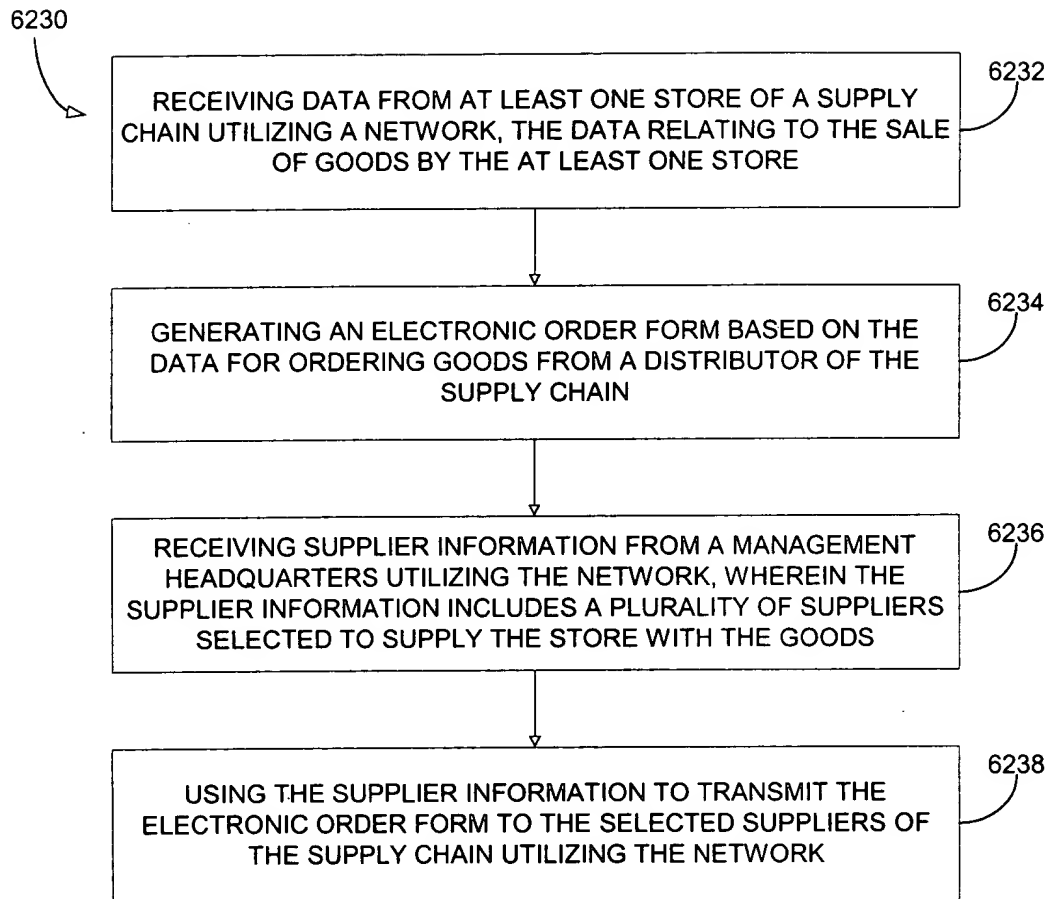 6230
6232
RECEIVING DATA FROM AT LEAST ONE STORE OF A SUPPLY
CHAIN UTILIZING A NETWORK, THE DATA RELATING TO THE SALE
OF GOODS BY THE AT LEAST ONE STORE
6234
GENERATING AN ELECTRONIC ORDER FORM BASED ON THE
DATA FOR ORDERING GOODS FROM A DISTRIBUTOR OF THE
SUPPLY CHAIN
6236
RECEIVING SUPPLIER INFORMATION FROM A MANAGEMENT
HEADQUARTERS UTILIZING THE NETWORK, WHEREIN THE
SUPPLIER INFORMATION INCLUDES A PLURALITY OF SUPPLIERS
SELECTED TO SUPPLY THE STORE WITH THE GOODS
6238
USING THE SUPPLIER INFORMATION TO TRANSMIT THE
ELECTRONIC ORDER FORM TO THE SELECTED SUPPLIERS OF
THE SUPPLY CHAIN UTILIZING THE NETWORK